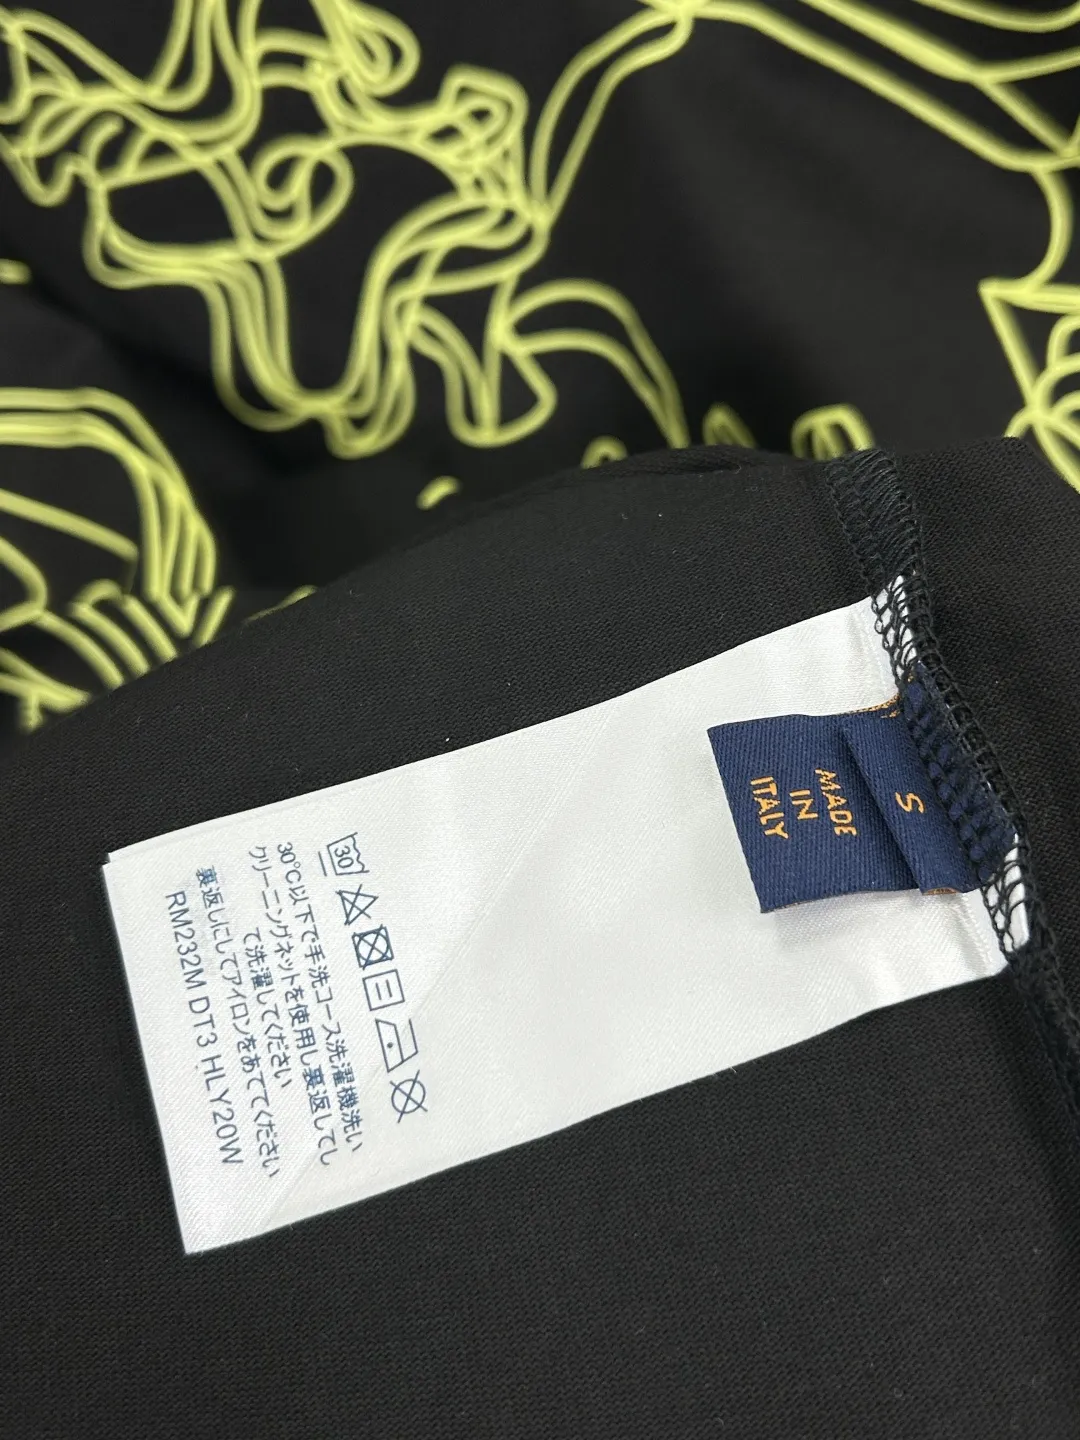 S
MADE
IN
ITALY
30
30℃以下で手洗コース洗濯機洗い
クリーニングネットを使用し裏返してし
て洗濯してください
裏返しにしてアイロンをあててください
RM232M DT3 HLY20W